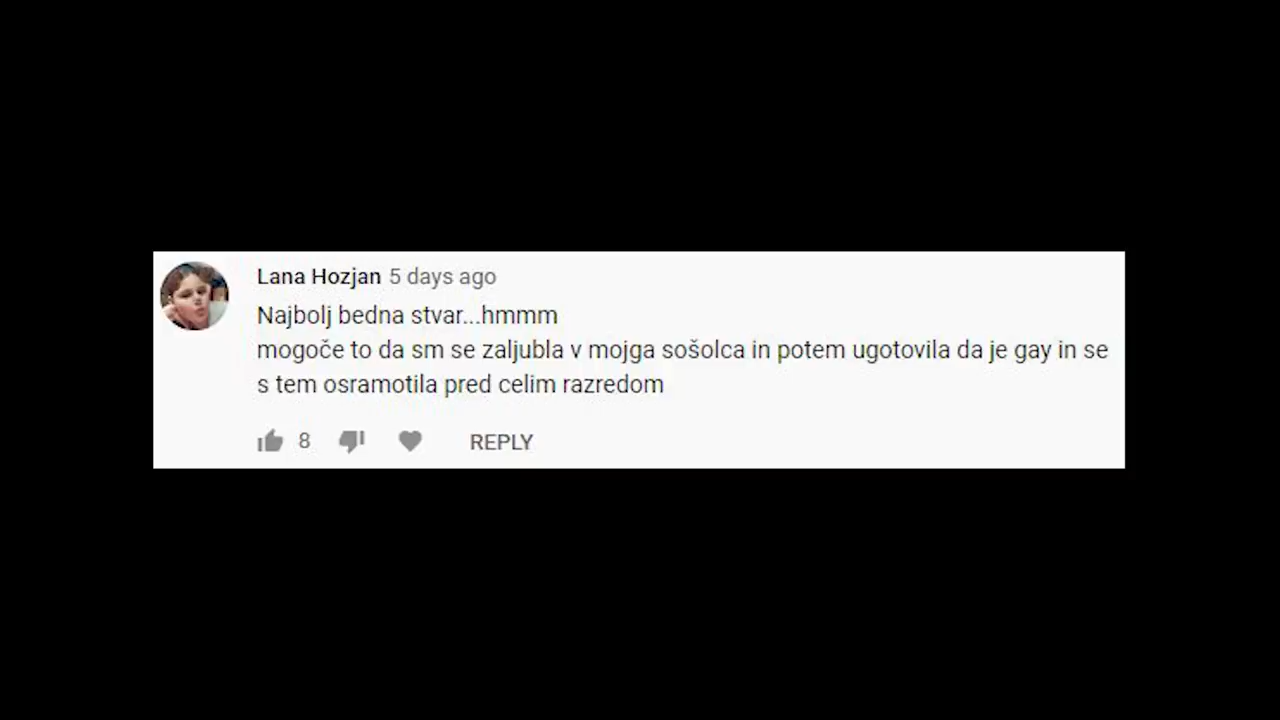 Lana Hozjan 5 days ago
Najbolj bedna stvar...hmmm
mogoče to da sm se zaljubla v mojga sošolca in potem ugotovila da je gay in se
s tem osramotila pred celim razredom
8 REPLY